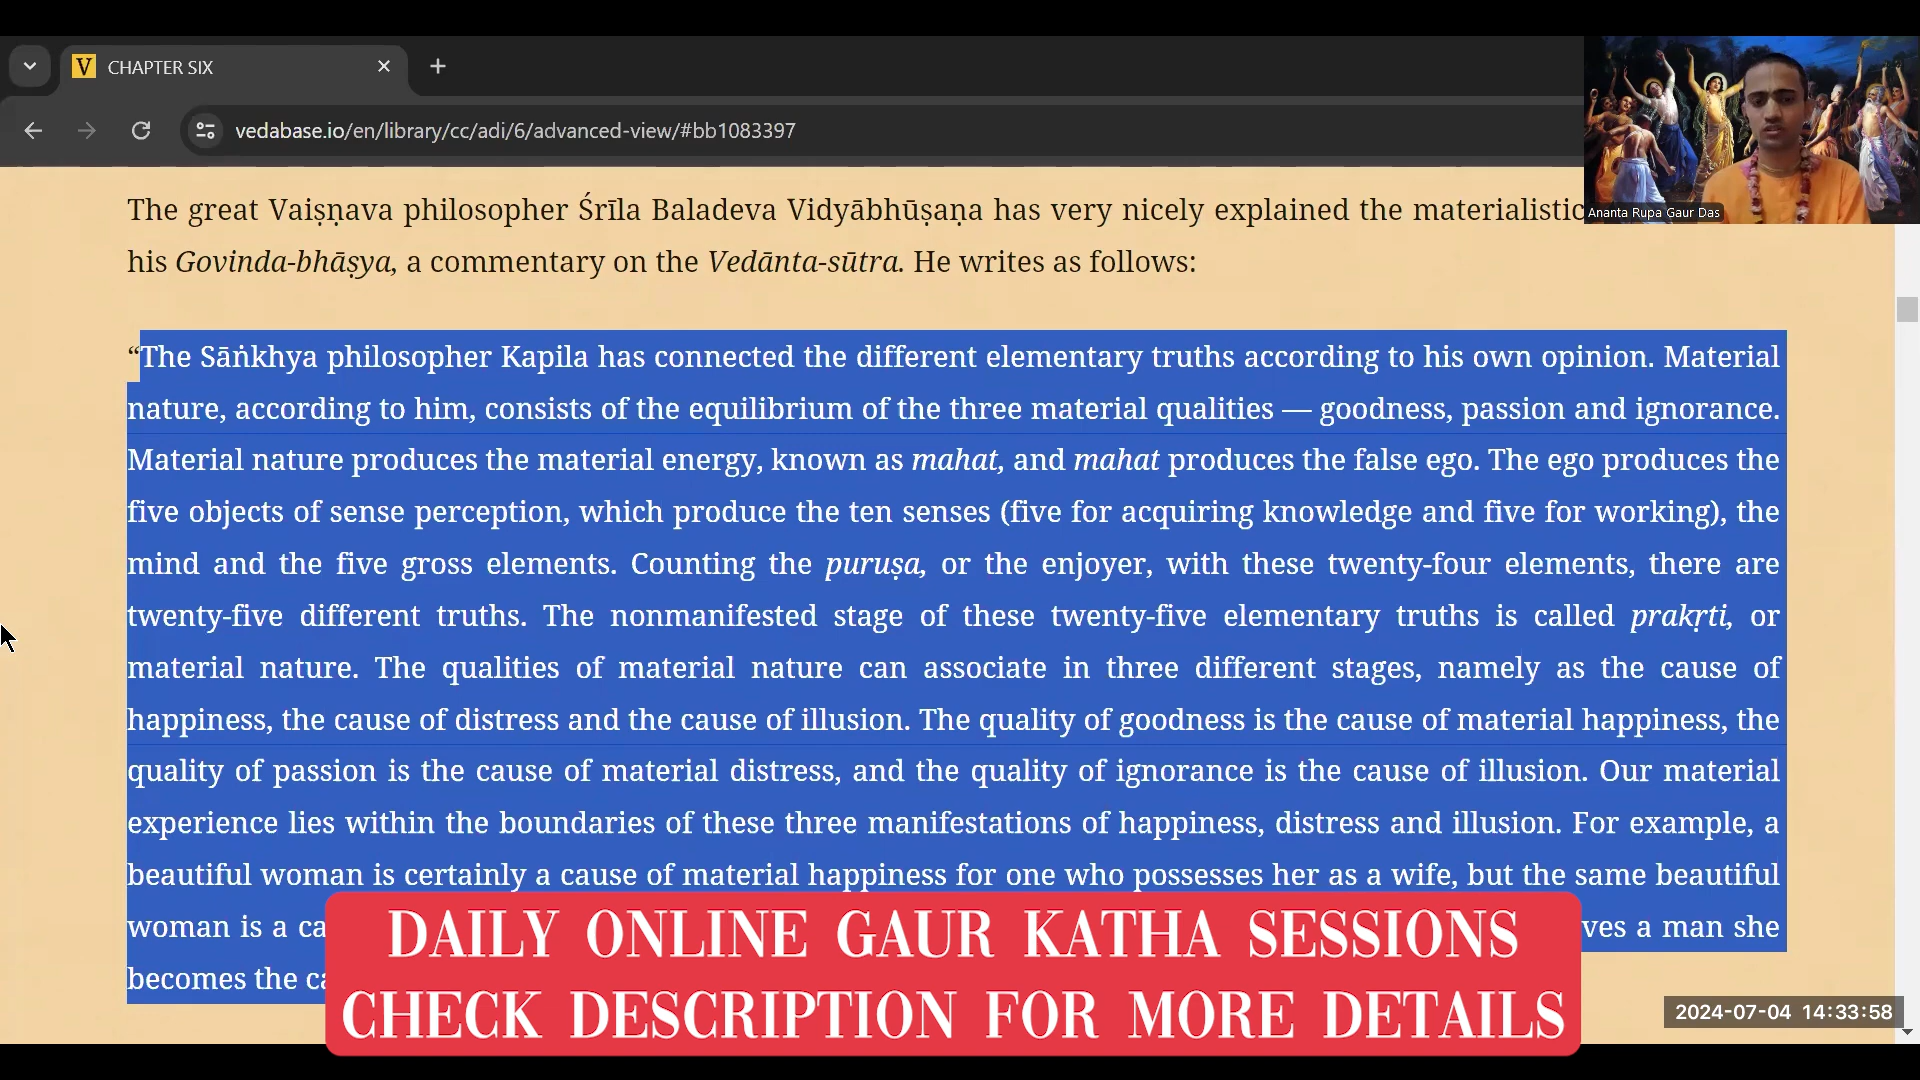 CHAPTER SIX
vedabase.io/en/library/cc/adi/6/advanced-view/#bb1083397
Ananta Rupa Gaur Das
The great Vaiṣṇava philosopher Śrīla Baladeva Vidyābhūṣaṇa has very nicely explained the materialistic
his Govinda-bhāṣya, a commentary on the Vedānta-sūtra. He writes as follows:
“The Sāṅkhya philosopher Kapila has connected the different elementary truths according to his own opinion. Material
nature, according to him, consists of the equilibrium of the three material qualities — goodness, passion and ignorance.
Material nature produces the material energy, known as mahat, and mahat produces the false ego. The ego produces the
five objects of sense perception, which produce the ten senses (five for acquiring knowledge and five for working), the
mind and the five gross elements. Counting the puruṣa, or the enjoyer, with these twenty-four elements, there are
twenty-five different truths. The nonmanifested stage of these twenty-five elementary truths is called prakṛti, or
material nature. The qualities of material nature can associate in three different stages, namely as the cause of
happiness, the cause of distress and the cause of illusion. The quality of goodness is the cause of material happiness, the
quality of passion is the cause of material distress, and the quality of ignorance is the cause of illusion. Our material
experience lies within the boundaries of these three manifestations of happiness, distress and illusion. For example, a
beautiful woman is certainly a cause of material happiness for one who possesses her as a wife, but the same beautiful
woman is a ca ves a man she
becomes the ca
DAILY ONLINE GAUR KATHA SESSIONS
CHECK DESCRIPTION FOR MORE DETAILS
2024-07-04 14:33:58